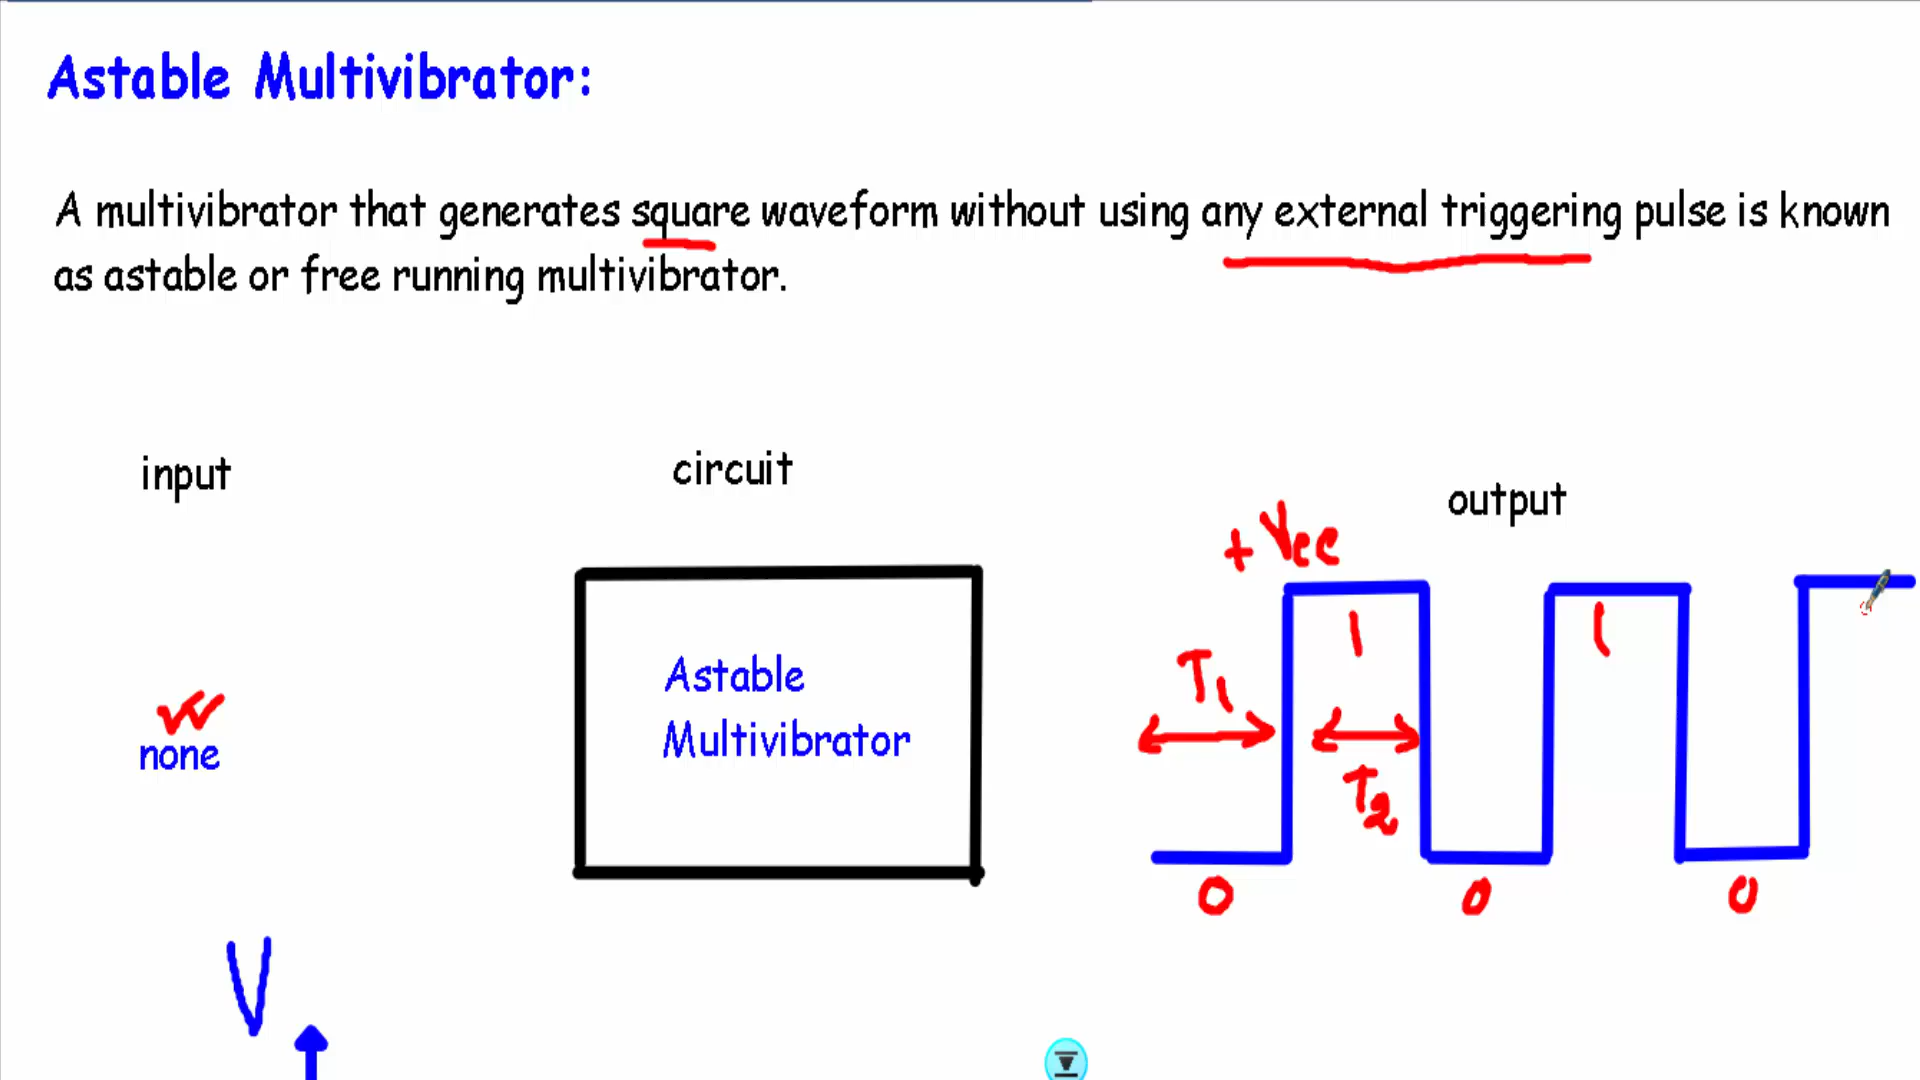 Astable Multivibrator:
A multivibrator that generates square waveform without using any external triggering pulse is known
as astable or free running multivibrator.
input
circuit
output
+Vcc
Astable
Multivibrator
none
1
1
T1
T2
0
0
0
V